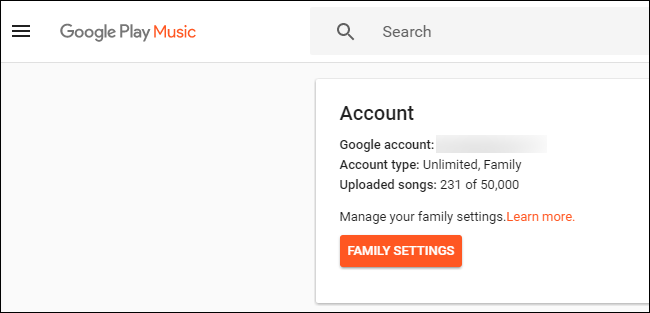 Google Play Music
Search
Account
Google account:
Account type: Unlimited, Family
Uploaded songs: 231 of 50,000
Manage your family settings.Learn more.
FAMILY SETTINGS